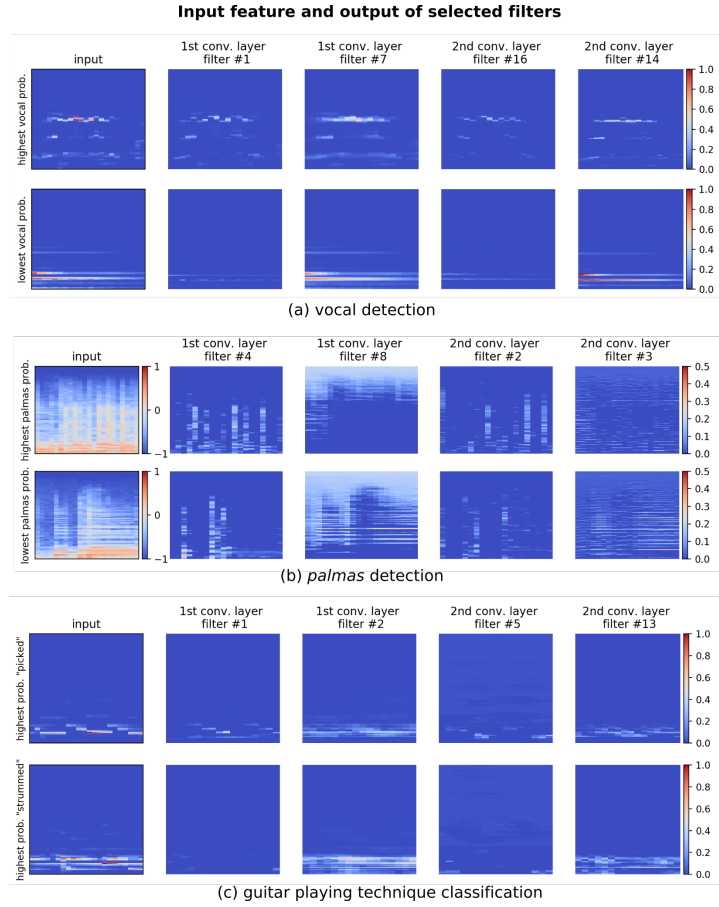 Input feature and output of selected filters
input
1st conv. layer
filter #1
1st conv. layer
filter #7
2nd conv. layer
filter #16
2nd conv. layer
filter #14
highest vocal prob.
1.0
0.8
0.6
0.4
0.2
0.0
lowest vocal prob.
1.0
0.8
0.6
0.4
0.2
0.0
(a) vocal detection
input
1st conv. layer
filter #4
1st conv. layer
filter #8
2nd conv. layer
filter #2
2nd conv. layer
filter #3
highest palmas prob.
1
0
−1
0.5
0.4
0.3
0.2
0.1
0.0
lowest palmas prob.
1
0
−1
0.5
0.4
0.3
0.2
0.1
0.0
(b) palmas detection
input
1st conv. layer
filter #1
1st conv. layer
filter #2
2nd conv. layer
filter #5
2nd conv. layer
filter #13
highest prob. "picked"
1.0
0.8
0.6
0.4
0.2
0.0
highest prob. "strummed"
1.0
0.8
0.6
0.4
0.2
0.0
(c) guitar playing technique classification